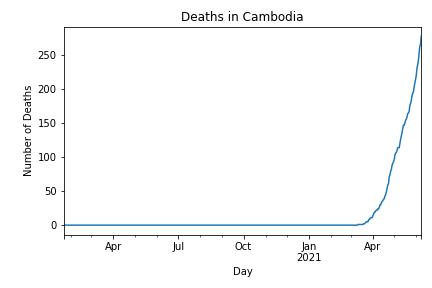 Deaths in Cambodia
Number of Deaths
250
200
150
100
50
0
Apr
Jul
Oct
Jan
2021
Apr
Day